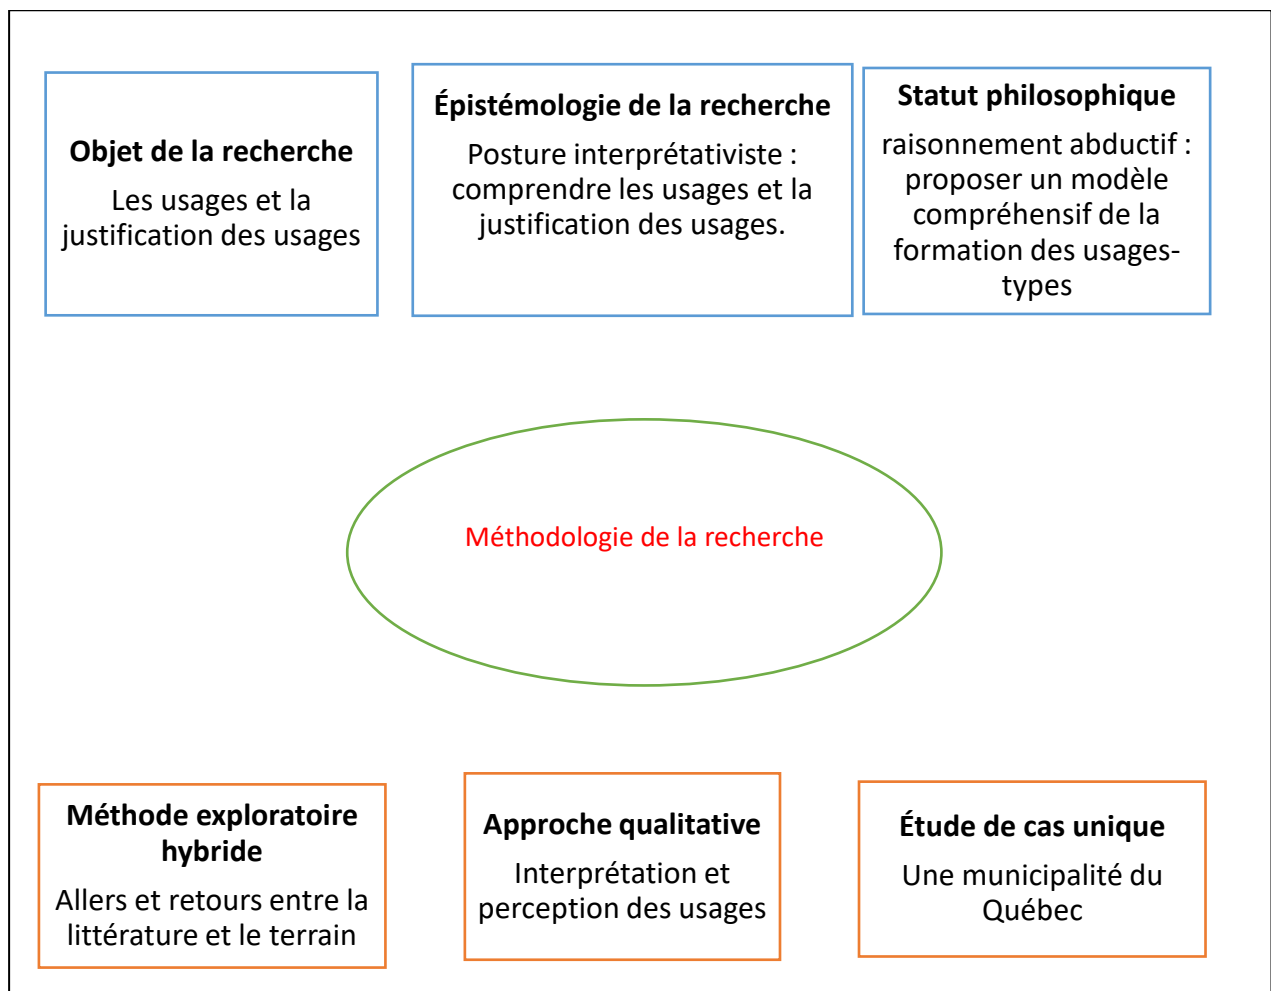 Objet de la recherche
Les usages et la
justification des usages
Épistémologie de la recherche
Posture interprétativiste :
comprendre les usages et la
justification des usages.
Statut philosophique
raisonnement abductif :
proposer un modèle
compréhensif de la
formation des usages-
types
Méthodologie de la recherche
Méthode exploratoire
hybride
Allers et retours entre la
littérature et le terrain
Approche qualitative
Interprétation et
perception des usages
Étude de cas unique
Une municipalité du
Québec